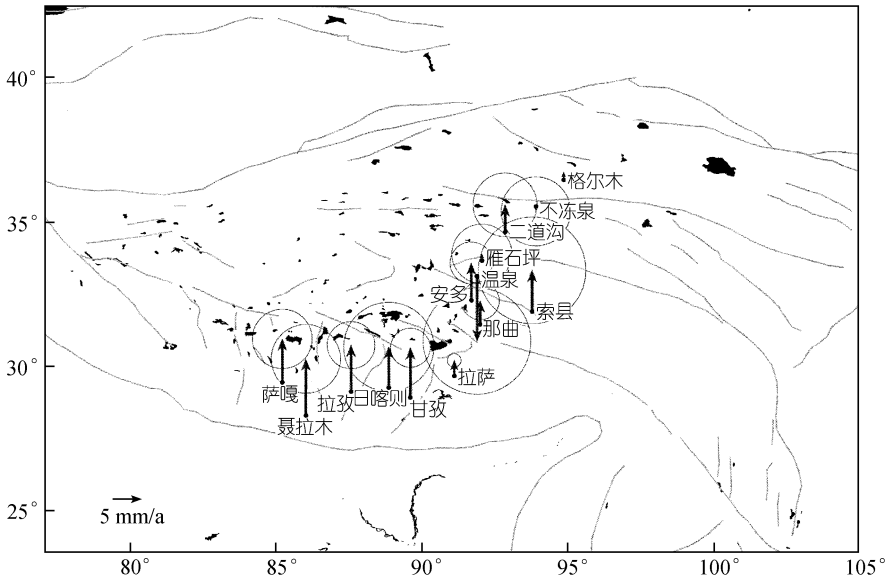 40°
35°
30°
25°
格尔木
不冻泉
二道沟
雁石坪
温泉
安多
索县
那曲
拉萨
萨嘎
聂拉木
拉孜
日喀则
甘孜
5 mm/a
80°
85°
90°
95°
100°
105°